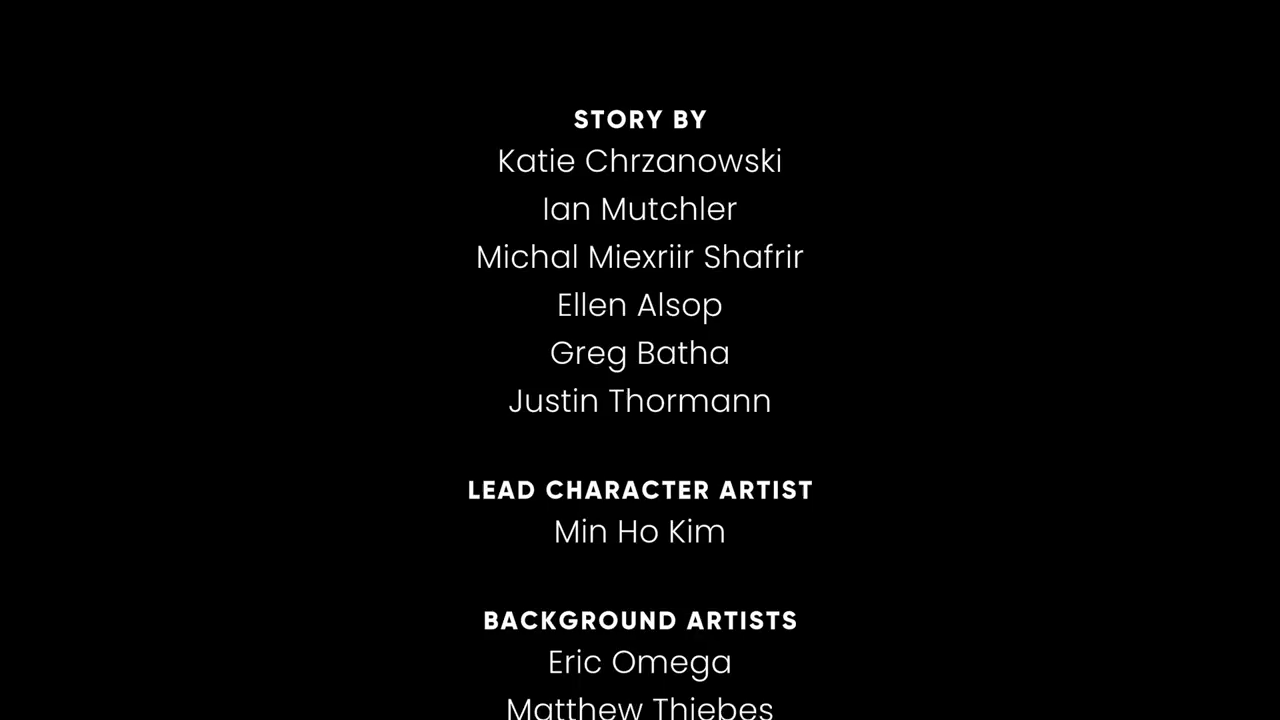 STORY BY
Katie Chrzanowski
Ian Mutchler
Michal Miexriir Shafrir
Ellen Alsop
Greg Batha
Justin Thormann
LEAD CHARACTER ARTIST
Min Ho Kim
BACKGROUND ARTISTS
Eric Omega
Matthew Thiebes